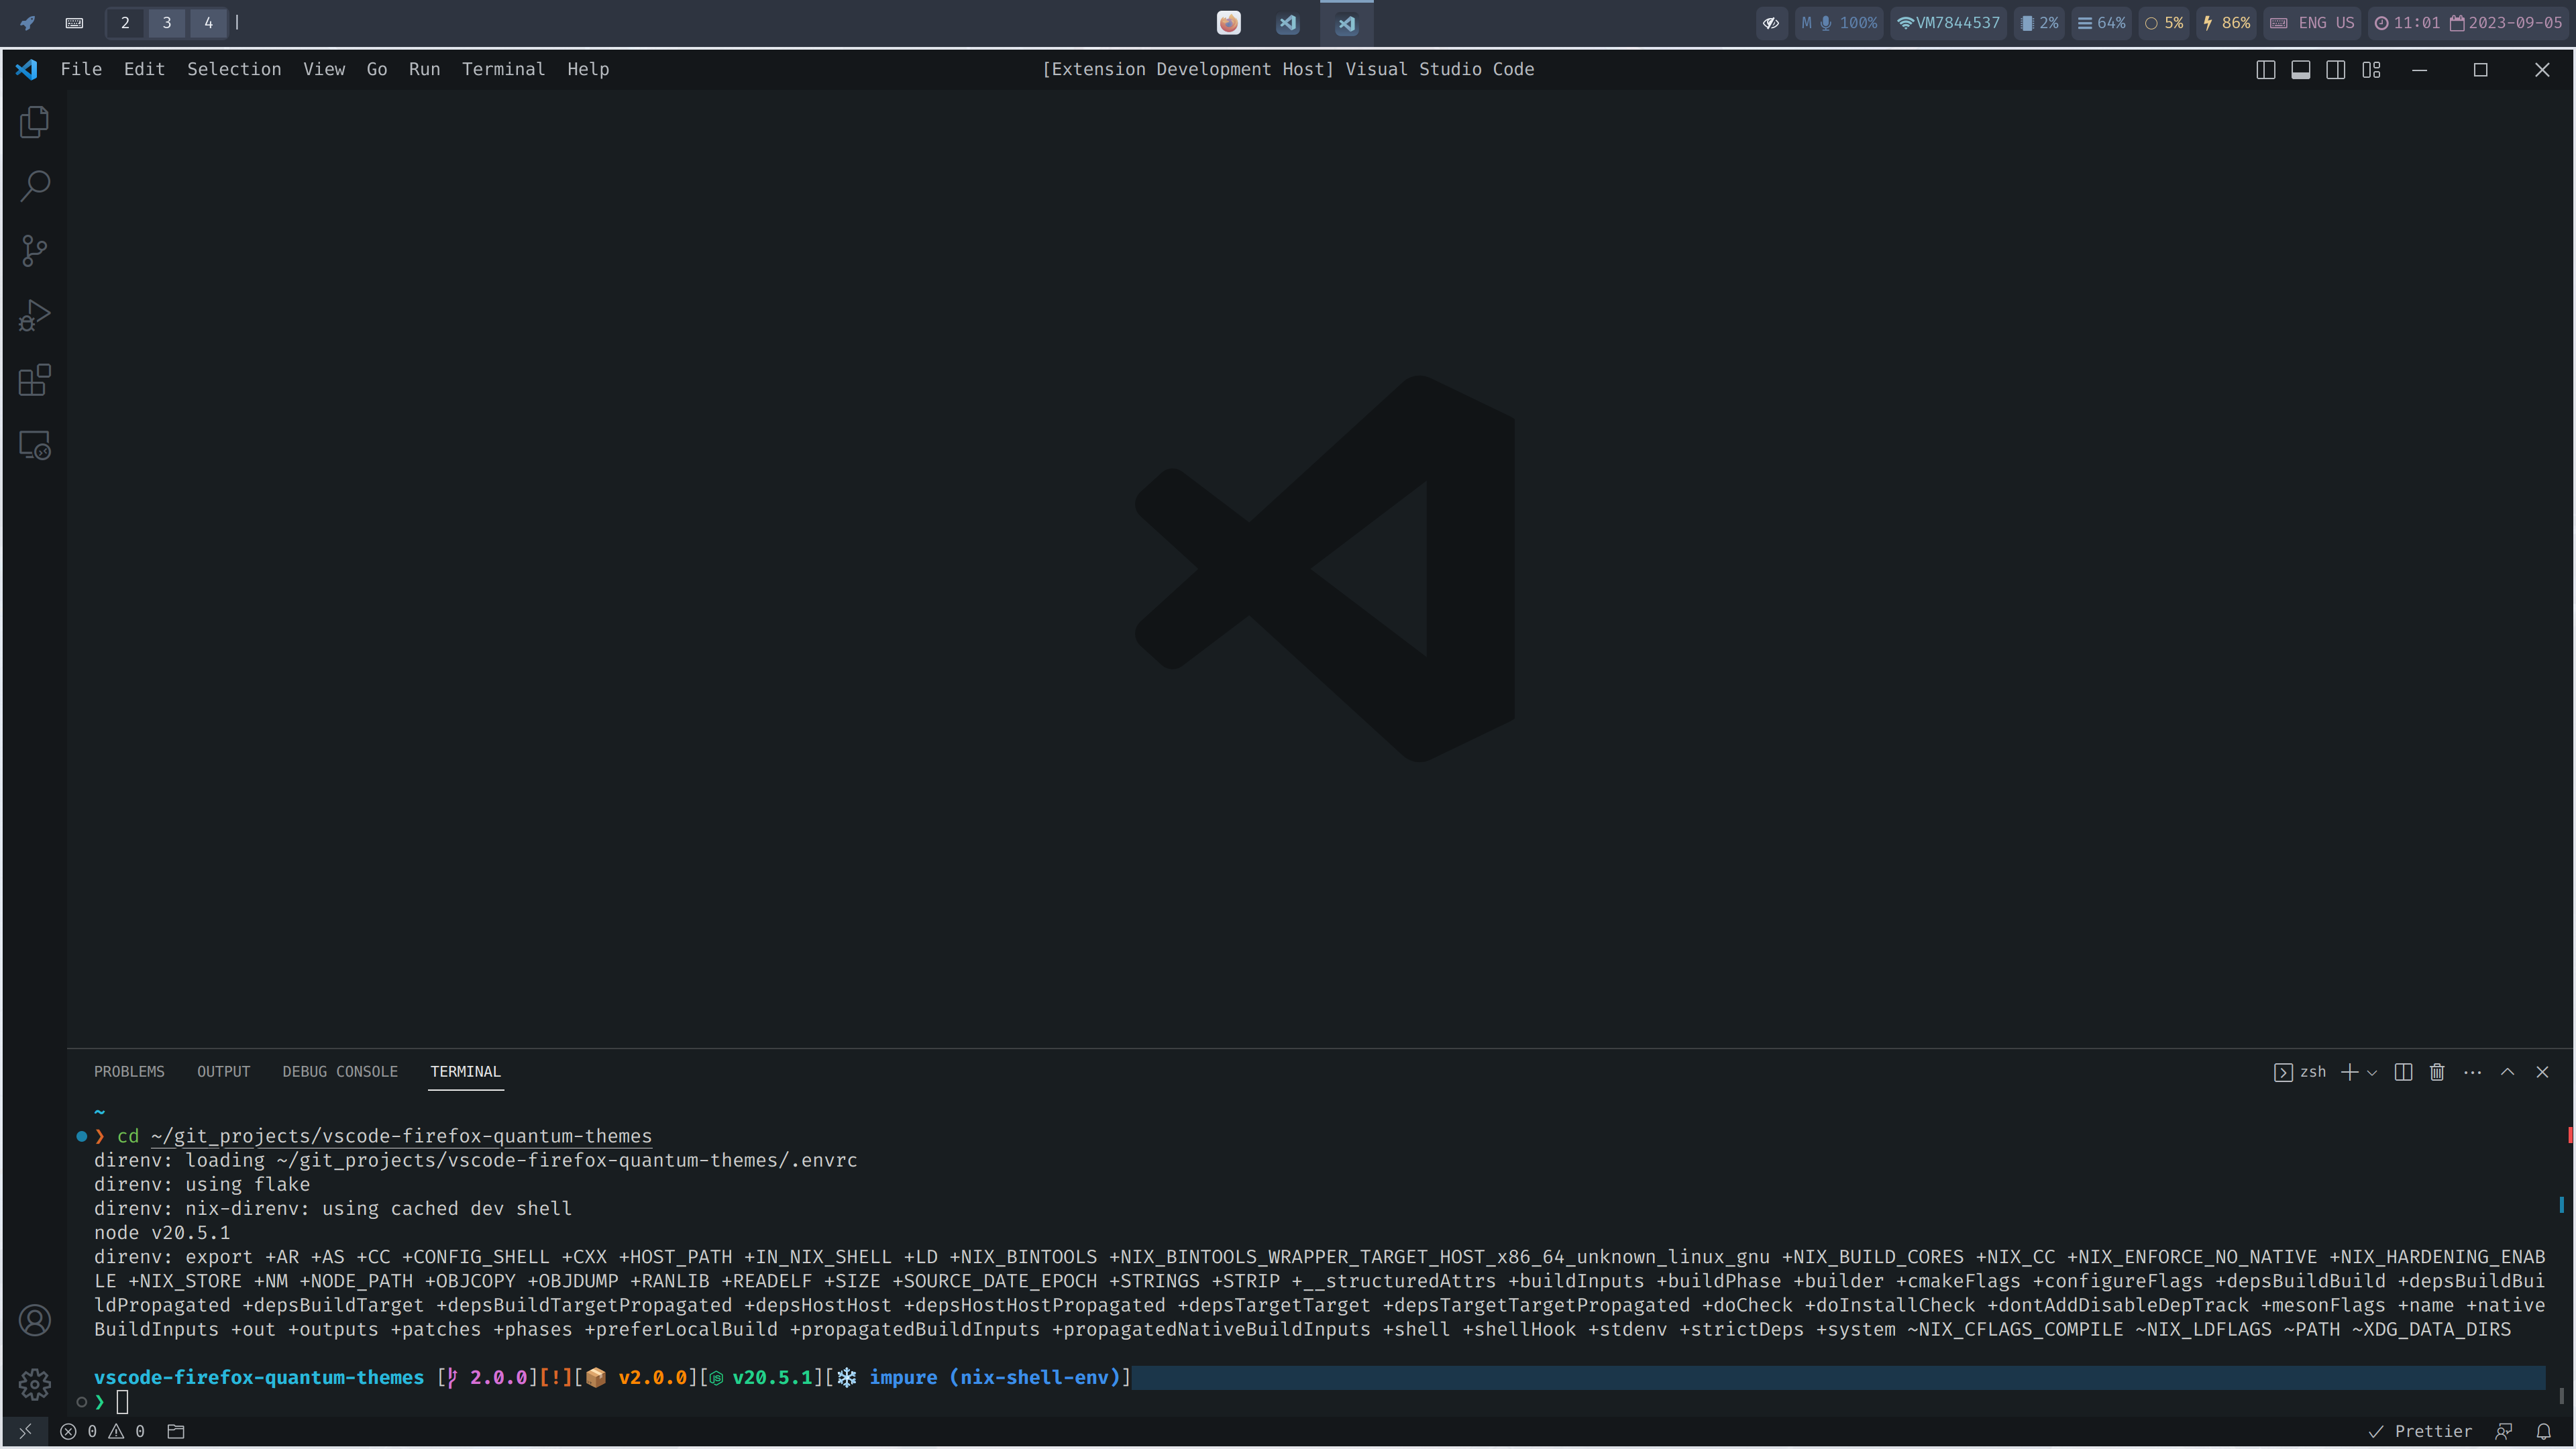 2 3 4 | M 100% VM7844537 2% 64% 5% 86% ENG US 11:01 2023-09-05
File Edit Selection View Go Run Terminal Help [Extension Development Host] Visual Studio Code
PROBLEMS OUTPUT DEBUG CONSOLE TERMINAL zsh
~
❯ cd ~/git_projects/vscode-firefox-quantum-themes
direnv: loading ~/git_projects/vscode-firefox-quantum-themes/.envrc
direnv: using flake
direnv: nix-direnv: using cached dev shell
node v20.5.1
direnv: export +AR +AS +CC +CONFIG_SHELL +CXX +HOST_PATH +IN_NIX_SHELL +LD +NIX_BINTOOLS +NIX_BINTOOLS_WRAPPER_TARGET_HOST_x86_64_unknown_linux_gnu +NIX_BUILD_CORES +NIX_CC +NIX_ENFORCE_NO_NATIVE +NIX_HARDENING_ENAB
LE +NIX_STORE +NM +NODE_PATH +OBJCOPY +OBJDUMP +RANLIB +READELF +SIZE +SOURCE_DATE_EPOCH +STRINGS +STRIP +__structuredAttrs +buildInputs +buildPhase +builder +cmakeFlags +configureFlags +depsBuildBuild +depsBuildBui
ldPropagated +depsBuildTarget +depsBuildTargetPropagated +depsHostHost +depsHostHostPropagated +depsTargetTarget +depsTargetTargetPropagated +doCheck +doInstallCheck +dontAddDisableDepTrack +mesonFlags +name +native
BuildInputs +out +outputs +patches +phases +preferLocalBuild +propagatedBuildInputs +propagatedNativeBuildInputs +shell +shellHook +stdenv +strictDeps +system ~NIX_CFLAGS_COMPILE ~NIX_LDFLAGS ~PATH ~XDG_DATA_DIRS
vscode-firefox-quantum-themes [ 2.0.0][!][📦 v2.0.0][ v20.5.1][❄️ impure (nix-shell-env)]
❯
0 0 Prettier